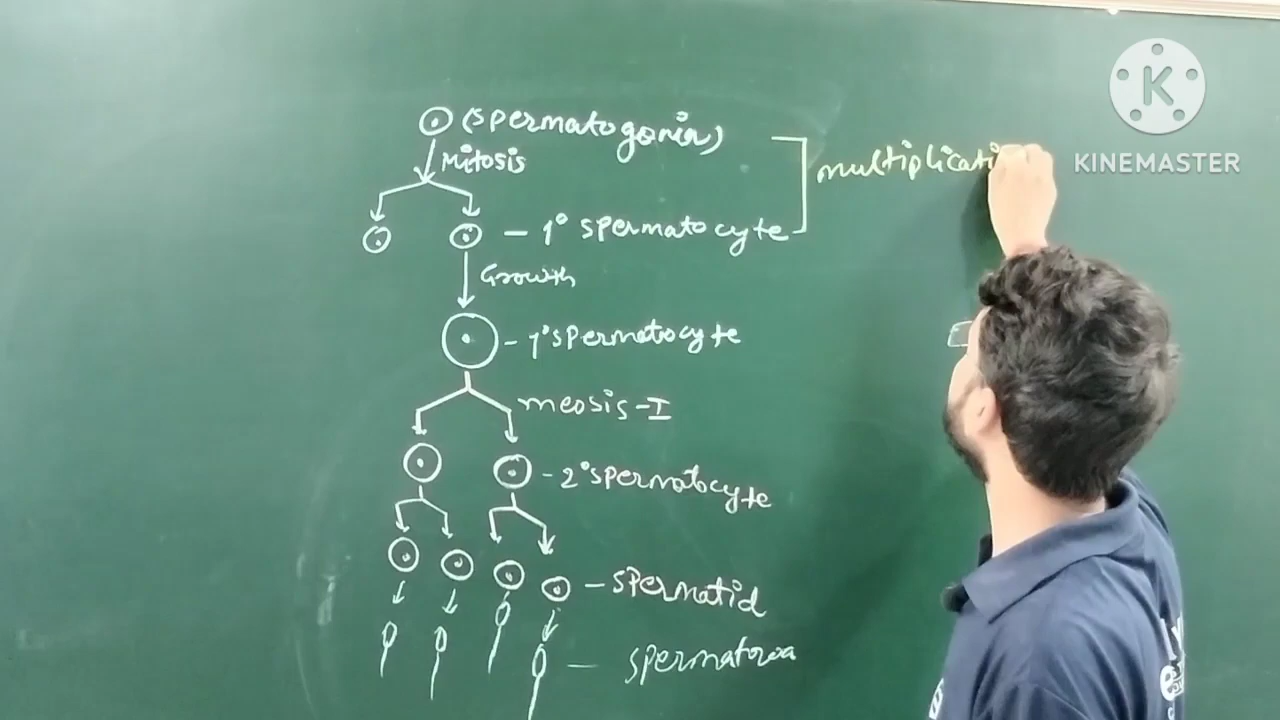 (spermatogonia)
Mitosis
multiplicati
1° spermatocyte
Growth
1° spermatocyte
meosis-I
2° spermatocyte
spermatid
spermatozoa
K
KINEMASTER